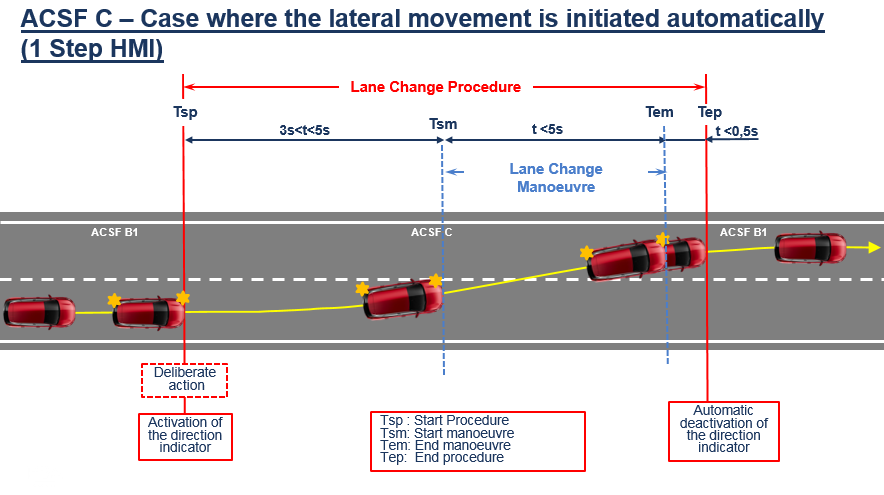 ACSF C – Case where the lateral movement is initiated automatically
(1 Step HMI)
Lane Change Procedure
Tsp
Tsm
Tem
Tep
3s<t<5s
t <5s
t <0,5s
Lane Change
Manoeuvre
ACSF B1
ACSF C
ACSF B1
Deliberate
action
Activation of
the direction
indicator
Tsp : Start Procedure
Tsm: Start manoeuvre
Tem: End manoeuvre
Tep: End procedure
Automatic
deactivation of
the direction
indicator